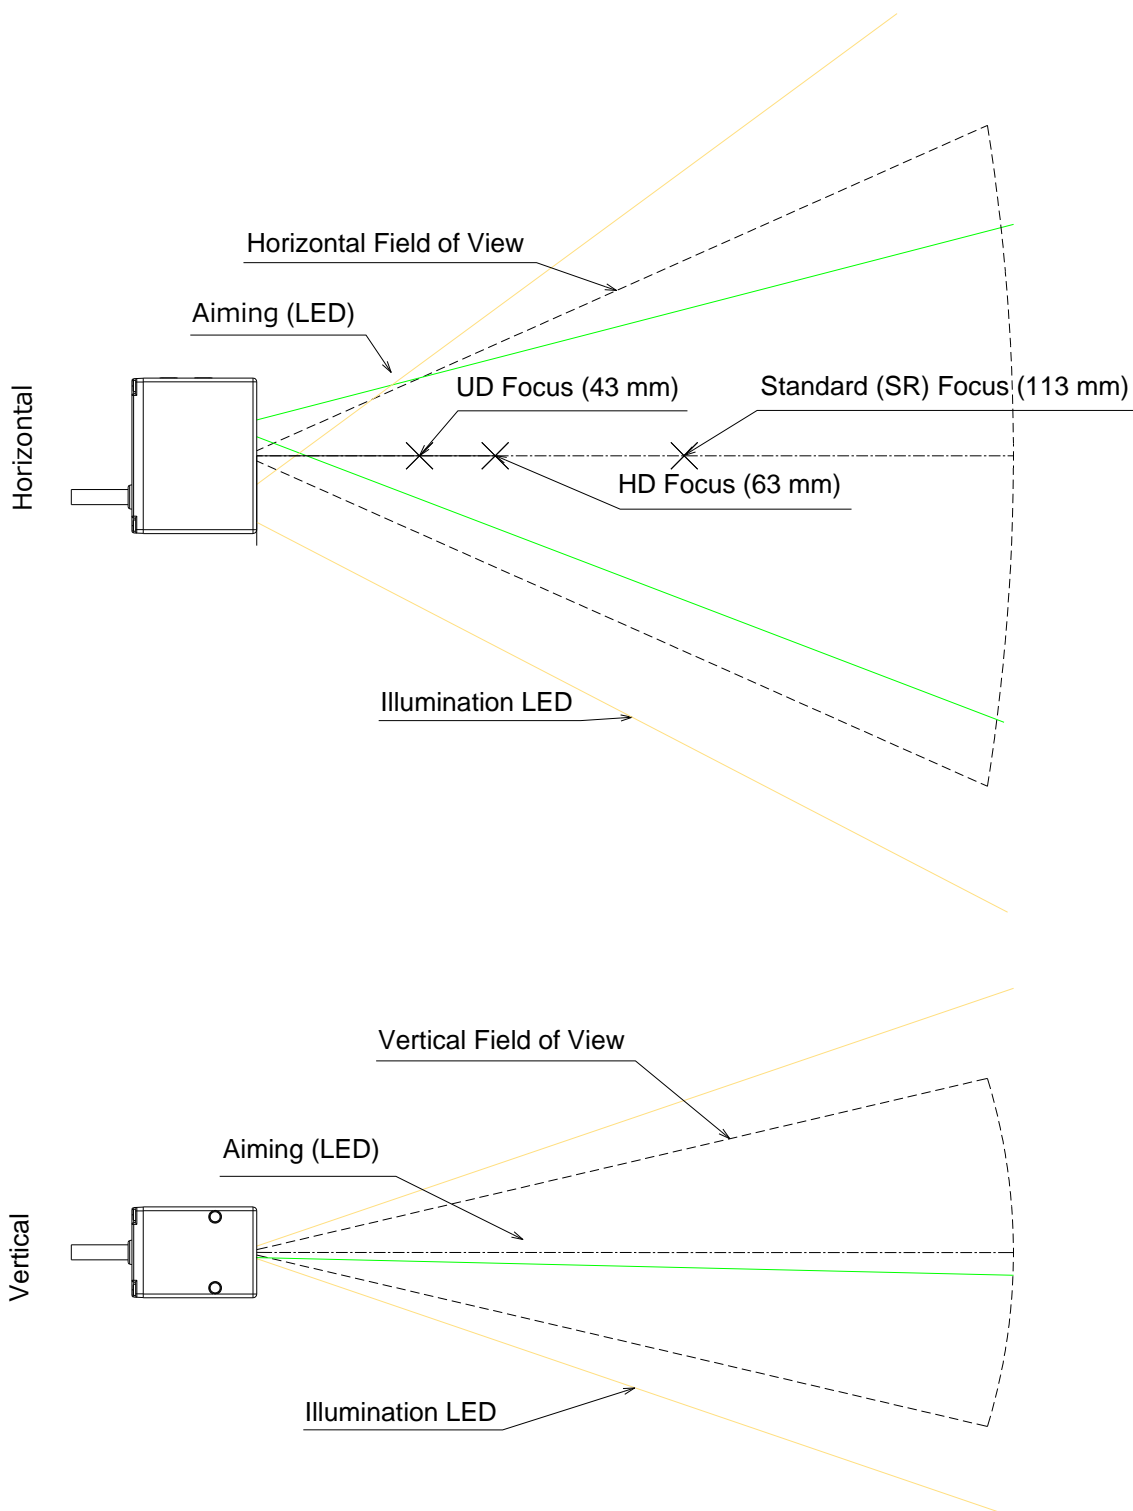 Horizontal Field of View
Aiming (LED)
UD Focus (43 mm)
Standard (SR) Focus (113 mm)
Horizontal
HD Focus (63 mm)
Illumination LED
Vertical Field of View
Aiming (LED)
Vertical
Illumination LED